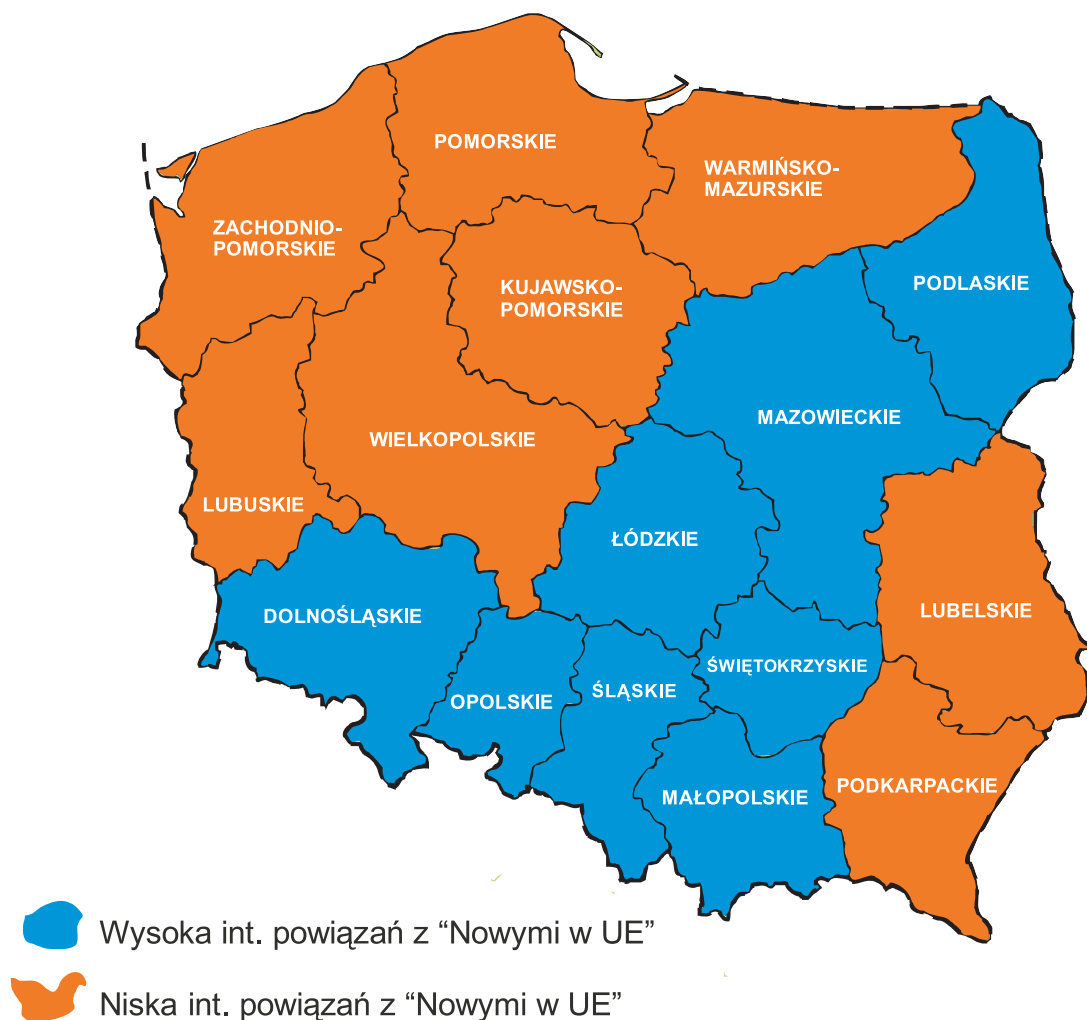 POMORSKIE
WARMIŃSKO-
MAZURSKIE
ZACHODNIO-
POMORSKIE
KUJAWSKO-
POMORSKIE
PODLASKIE
MAZOWIECKIE
WIELKOPOLSKIE
LUBUSKIE
ŁÓDZKIE
DOLNOŚLĄSKIE
LUBELSKIE
ŚWIĘTOKRZYSKIE
OPOLSKIE
ŚLĄSKIE
MAŁOPOLSKIE
PODKARPACKIE
Wysoka int. powiązań z “Nowymi w UE”
Niska int. powiązań z “Nowymi w UE”